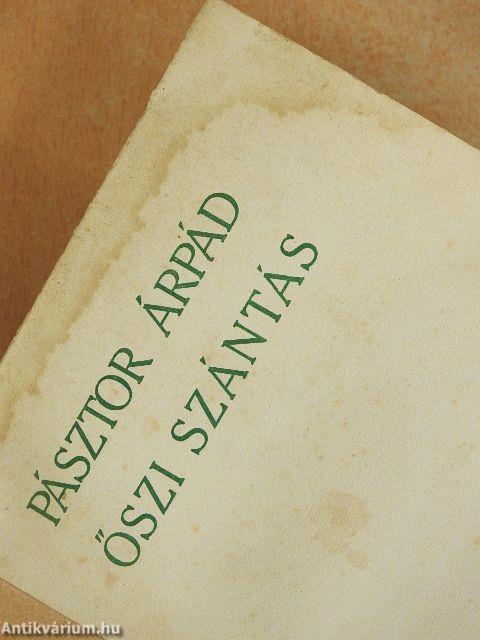 PÁSZTOR ÁRPÁD
ŐSZI SZÁNTÁS
Antikvárium.hu